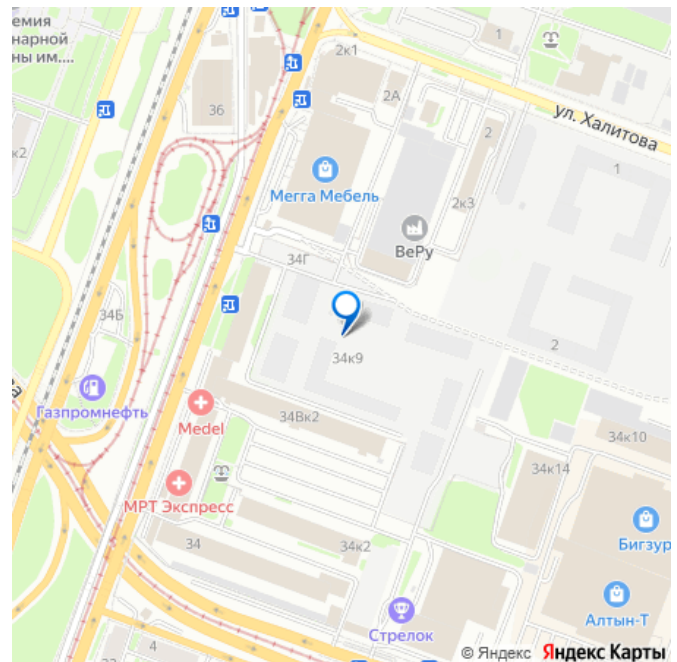 емия
нарной
ны им....
36
2к1
1
2А
ул. Халитова
к2
2
1
Мегга Мебель
2к3
ВеРу
34Г
34Б
2
34к9
Газпромнефть
34Вк2
Medel
34к10
34к14
МРТ Экспресс
34
34к2
Бигзур
Алтын-Т
Стрелок
4
© Яндекс Яндекс Карты